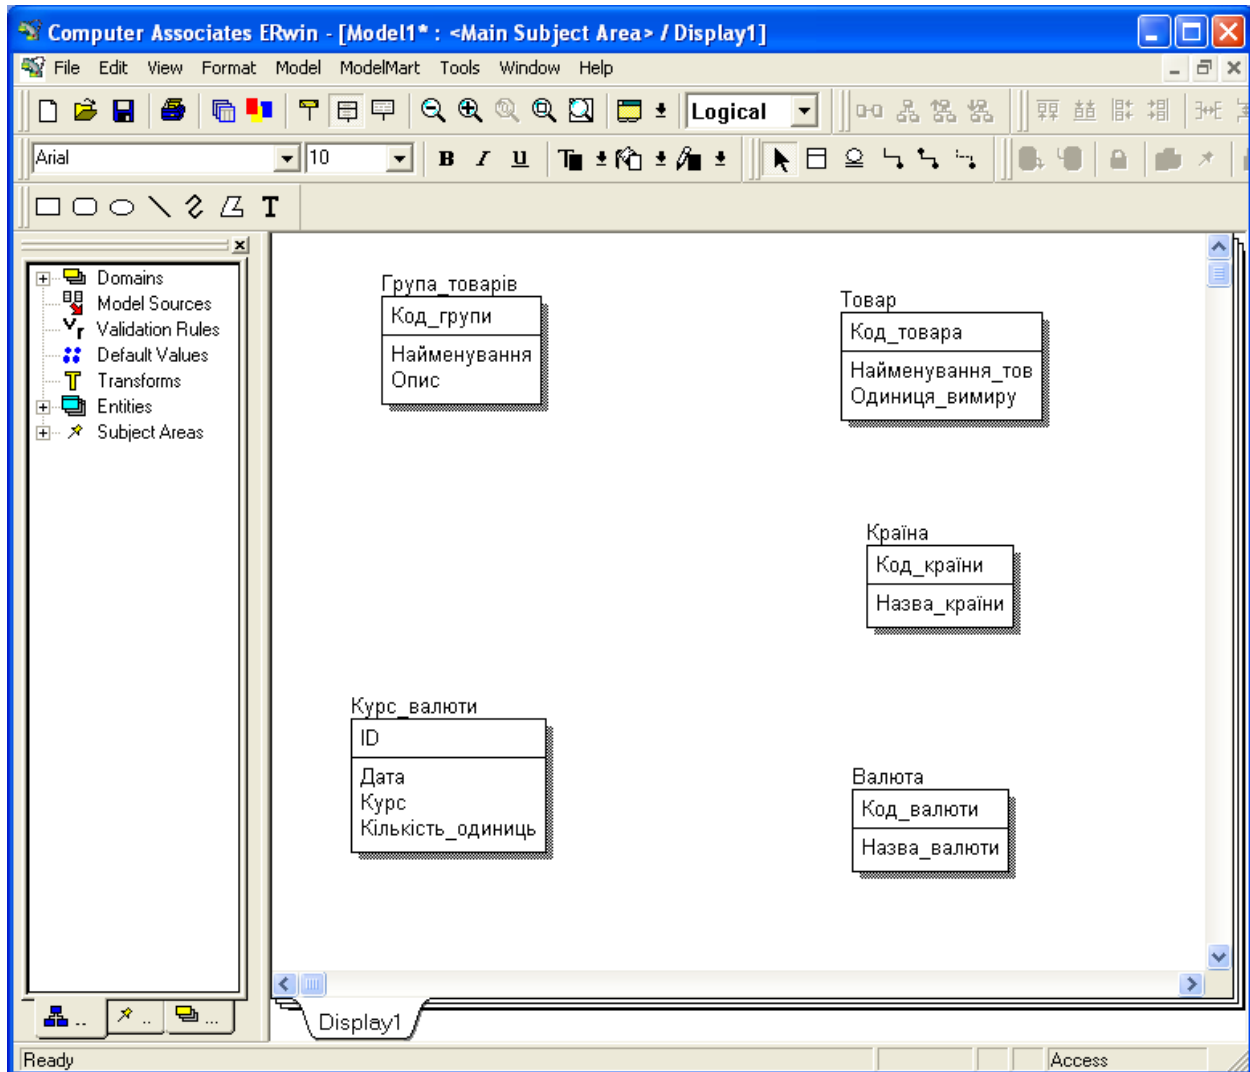 Computer Associates ERwin - [Model1* : <Main Subject Area> / Display1]
File Edit View Format Model ModelMart Tools Window Help
Logical
Arial 10 B I U
T
Domains
Model Sources
Validation Rules
Default Values
Transforms
Entities
Subject Areas
Група_товарів
Код_групи
Найменування
Опис
Товар
Код_товара
Найменування_тов
Одиниця_вимиру
Країна
Код_країни
Назва_країни
Курс_валюти
ID
Дата
Курс
Кількість_одиниць
Валюта
Код_валюти
Назва_валюти
Display1
Ready
Access